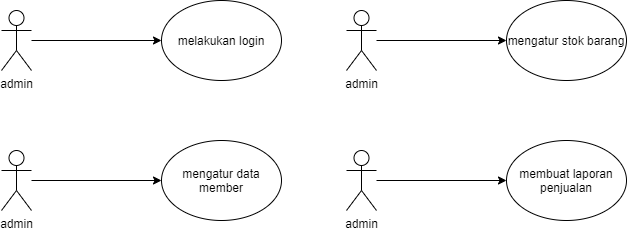 melakukan login
admin
mengatur stok barang
admin
mengatur data
member
admin
membuat laporan
penjualan
admin